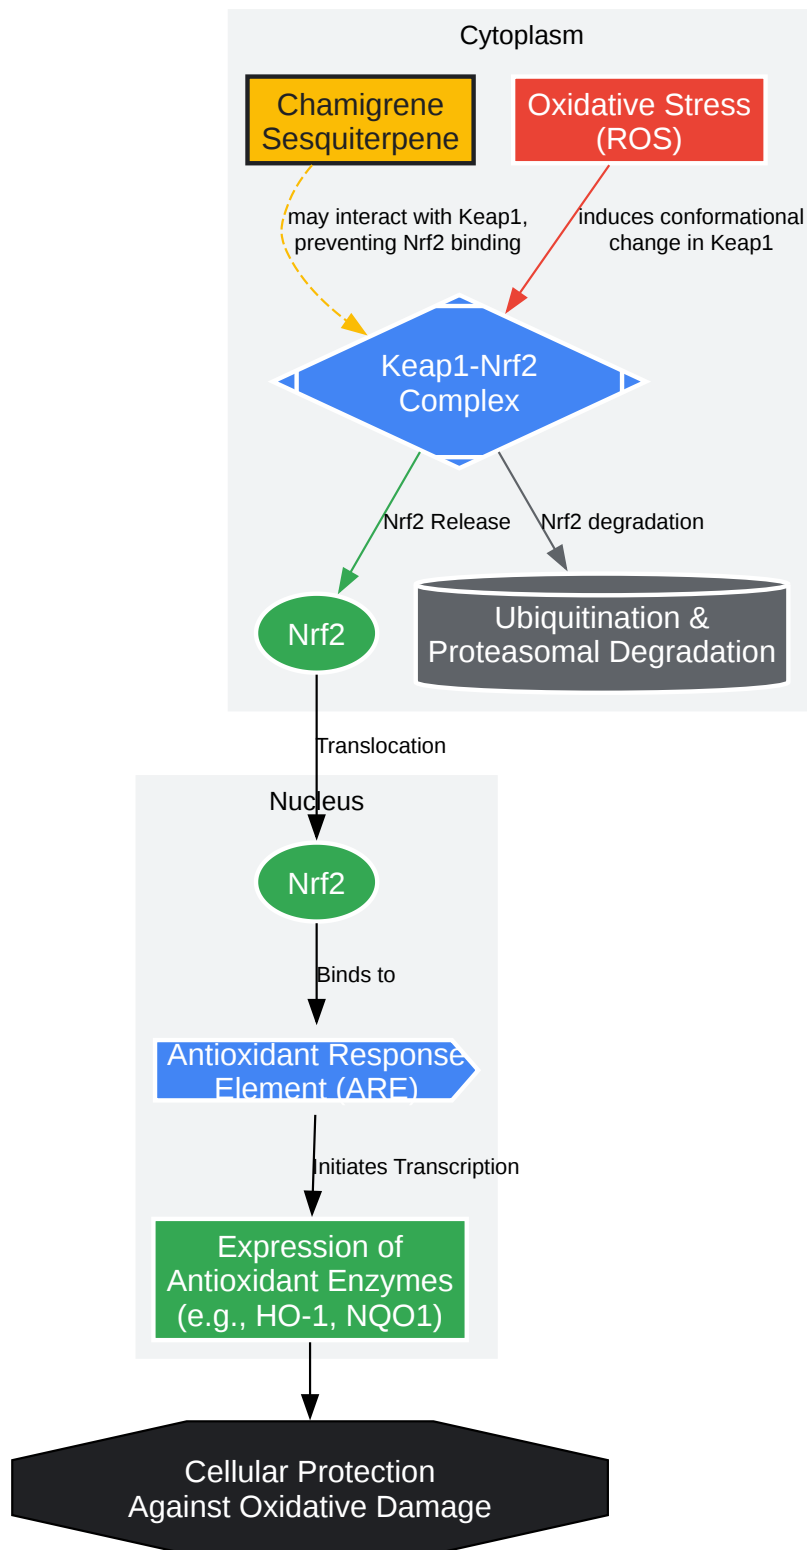 Cytoplasm
Chamigrene
Sesquiterpene
Oxidative Stress
(ROS)
may interact with Keap1,
preventing Nrf2 binding
induces conformational
change in Keap1
Keap1-Nrf2
Complex
Nrf2 Release
Nrf2 degradation
Nrf2
Ubiquitination &
Proteasomal Degradation
Translocation
Nucleus
Nrf2
Binds to
Antioxidant Response
Element (ARE)
Initiates Transcription
Expression of
Antioxidant Enzymes
(e.g., HO-1, NQO1)
Cellular Protection
Against Oxidative Damage